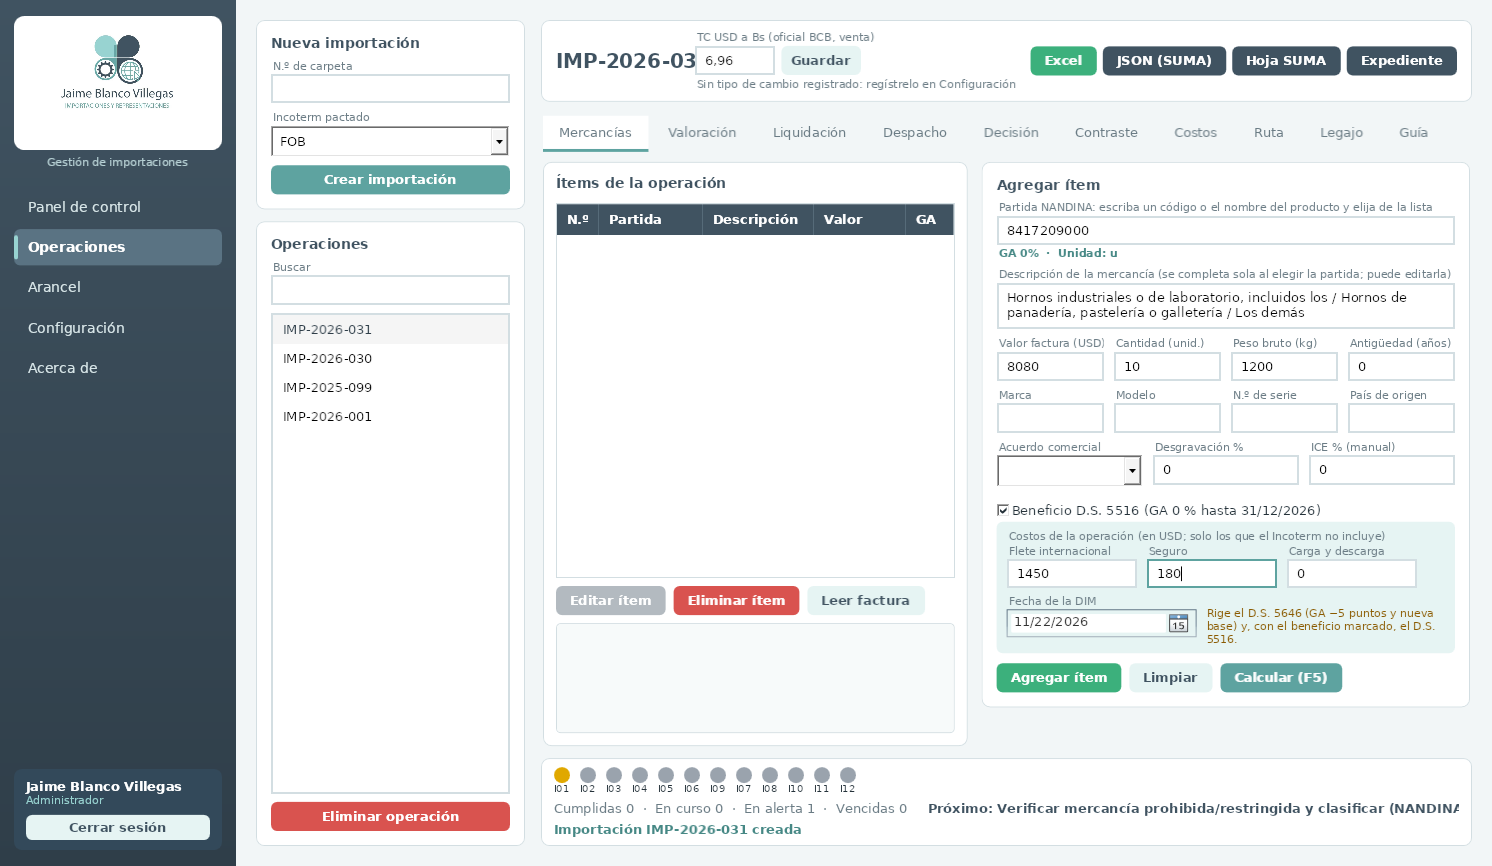 Jaime Blanco Villegas
IMPORTACIONES Y REPRESENTACIONES
Gestión de importaciones
Panel de control
Operaciones
Arancel
Configuración
Acerca de
Jaime Blanco Villegas
Administrador
Cerrar sesión
Nueva importación
N.º de carpeta
Incoterm pactado
FOB
Crear importación
Operaciones
Buscar
IMP-2026-031
IMP-2026-030
IMP-2025-099
IMP-2026-001
Eliminar operación
IMP-2026-03
TC USD a Bs (oficial BCB, venta)
6,96
Guardar
Sin tipo de cambio registrado: regístrelo en Configuración
Excel
JSON (SUMA)
Hoja SUMA
Expediente
Mercancías
Valoración
Liquidación
Despacho
Decisión
Contraste
Costos
Ruta
Legajo
Guía
Ítems de la operación
N.º
Partida
Descripción
Valor
GA
Editar ítem
Eliminar ítem
Leer factura
Agregar ítem
Partida NANDINA: escriba un código o el nombre del producto y elija de la lista
8417209000
GA 0% · Unidad: u
Descripción de la mercancía (se completa sola al elegir la partida; puede editarla)
Hornos industriales o de laboratorio, incluidos los / Hornos de
panadería, pastelería o galletería / Los demás
Valor factura (USD)
Cantidad (unid.)
Peso bruto (kg)
Antigüedad (años)
8080
10
1200
0
Marca
Modelo
N.º de serie
País de origen
Acuerdo comercial
Desgravación %
ICE % (manual)
0
0
Beneficio D.S. 5516 (GA 0 % hasta 31/12/2026)
Costos de la operación (en USD; solo los que el Incoterm no incluye)
Flete internacional
Seguro
Carga y descarga
1450
180
0
Fecha de la DIM
11/22/2026
15
Rige el D.S. 5646 (GA −5 puntos y nueva
base) y, con el beneficio marcado, el D.S.
5516.
Agregar ítem
Limpiar
Calcular (F5)
I01
I02
I03
I04
I05
I06
I09
I07
I08
I10
I11
I12
Cumplidas 0 · En curso 0 · En alerta 1 · Vencidas 0
Próximo: Verificar mercancía prohibida/restringida y clasificar (NANDINA
Importación IMP-2026-031 creada